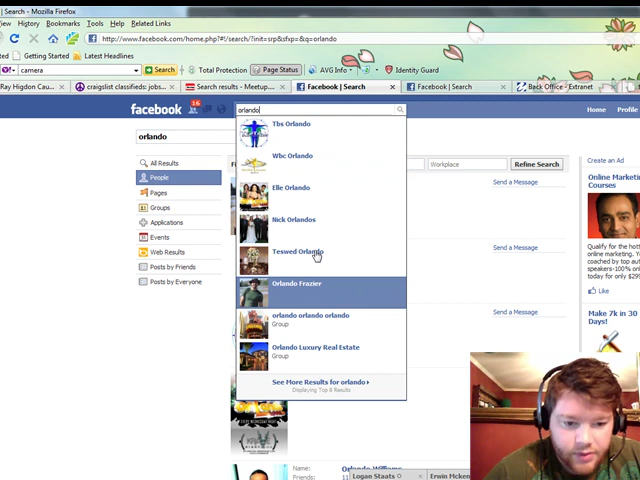 Search - Mozilla Firefox
View History Bookmarks Tools Help Related Links
http://www.facebook.com/home.php?#!/search/?init=srp&sfxp=&q=orlando
Getting Started Latest Headlines
camera Search Total Protection Page Status AVG Info Identity Guard
Ray Higdon Cau... craigslist classifieds: jobs... Search results - Meetup.... Facebook | Search Facebook | Search Back Office - Extranet
facebook 16 orlando Home Profile
orlando
All Results
People
Pages
Groups
Applications
Events
Web Results
Posts by Friends
Posts by Everyone
Tbs Orlando
Wbc Orlando
Elle Orlando
Nick Orlandos
Teswed Orlando
Orlando Frazier
orlando orlando orlando
Group
Orlando Luxury Real Estate
Group
See More Results for orlando
Displaying Top 8 Results
Workplace Refine Search
Send a Message
Send a Message
Send a Message
Create an Ad
Online Marketing
Courses
Qualify for the hott
online marketing. Yo
coached by top aut
speakers-100% onl
today for only $29
Like
Make 7k in 30
Days!
Name: Orlando Williams
Friends:
Logan Staats Erwin Mcken